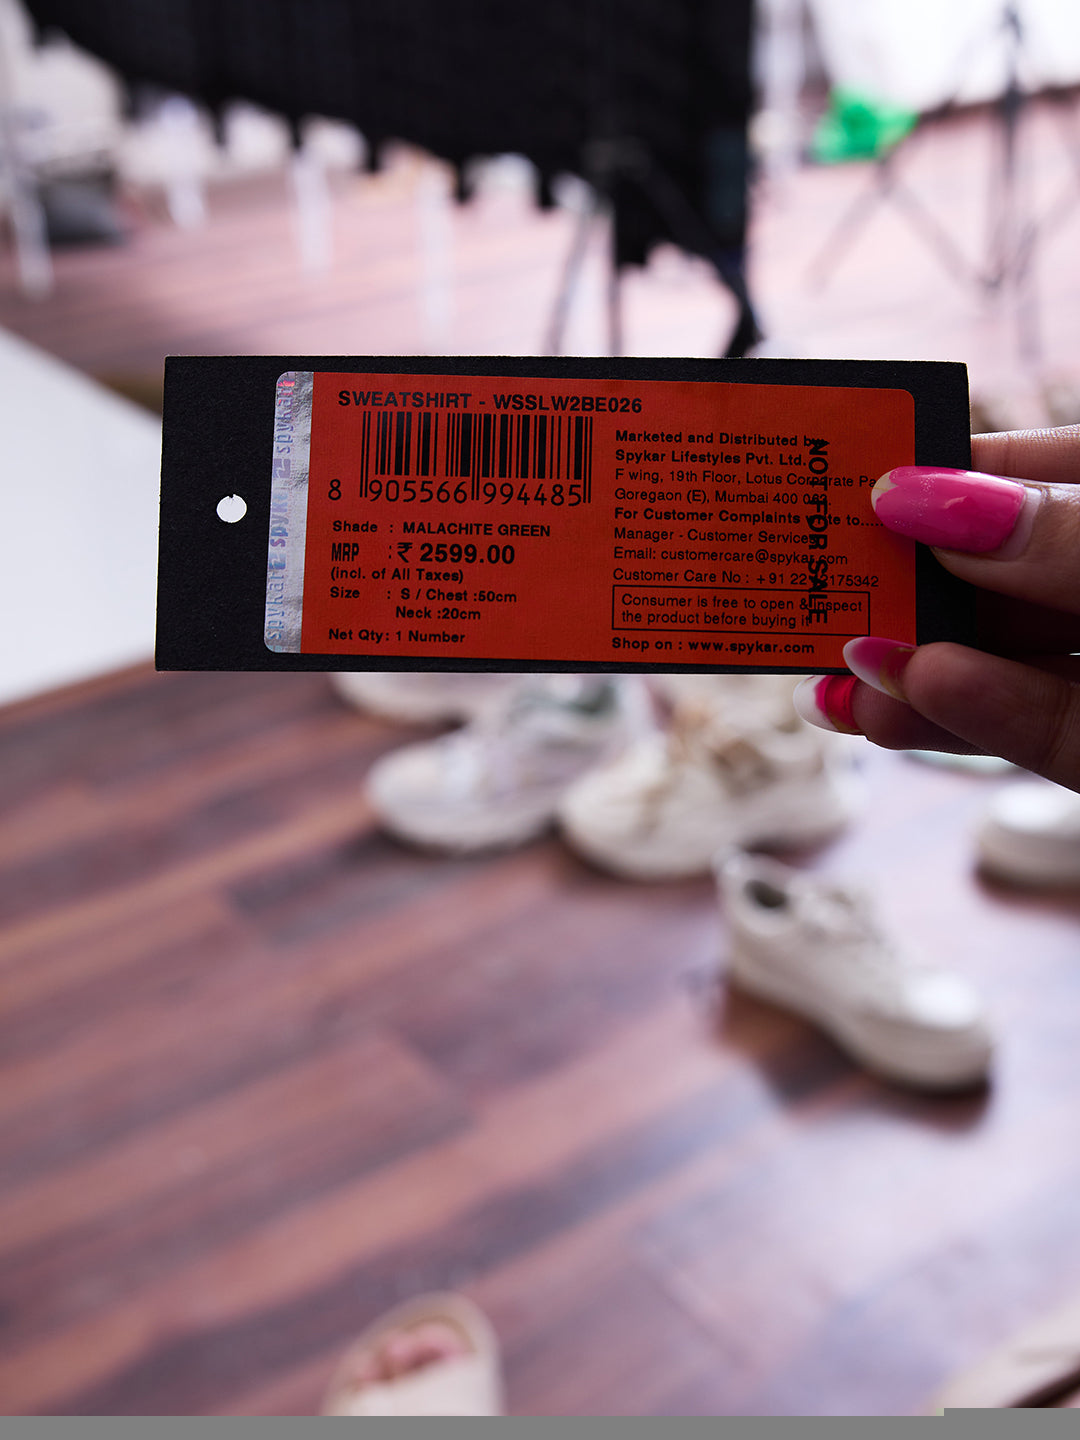 spykar spykar spykar
SWEATSHIRT - WSSLW2BE026
8 905566 994485
Shade : MALACHITE GREEN
MRP : ₹ 2599.00
(incl. of All Taxes)
Size : S / Chest :50cm
Neck :20cm
Net Qty : 1 Number
Marketed and Distributed by
Spykar Lifestyles Pvt. Ltd.
F wing, 19th Floor, Lotus Corporate
Goregaon (E), Mumbai 400
For Customer Complaints to.....
Manager - Customer Services
Email: customercare@spykar.com
Customer Care No : +91 22
Consumer is free to open & Inspect
the product before buying it
Shop on : www.spykar.com
NOT FOR SALE